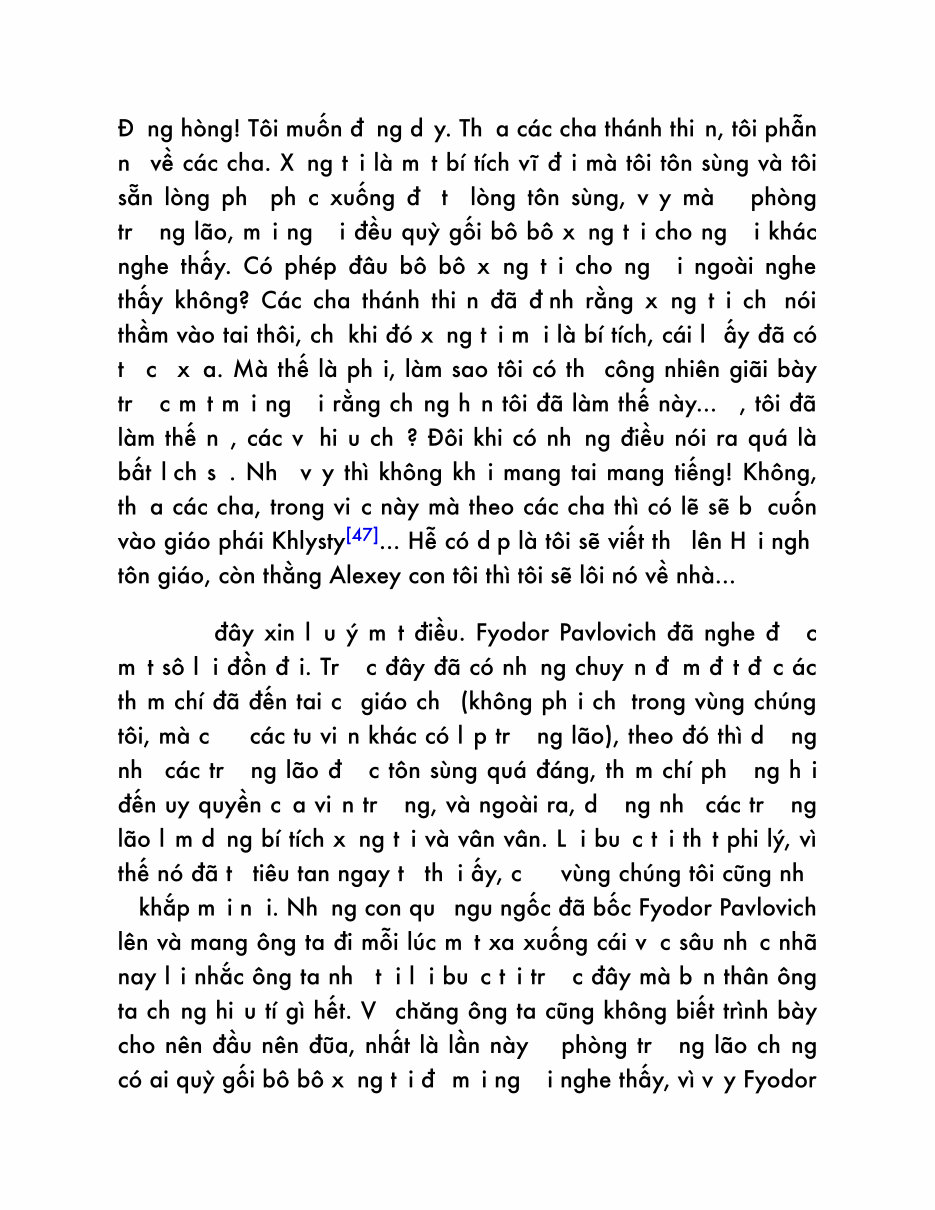 Đ ng hòng! Tôi muốn đ ng d y. Th a các cha thánh thi n, tôi phẫn
n  về các cha. X ng t i là m t bí tích vĩ đ i mà tôi tôn sùng và tôi
sẵn lòng ph  ph c xuống đ t  lòng tôn sùng, v y mà   phòng
tr  ng lão, m i ng  i đều quỳ gối bô bô x ng t i cho ng  i khác
nghe thấy. Có phép đâu bô bô x ng t i cho ng  i ngoài nghe
thấy không? Các cha thánh thi n đã đ nh rằng x ng t i ch  nói
thầm vào tai thôi, ch  khi đó x ng t i m i là bí tích, cái l  ấy đã có
t  c  x a. Mà thế là ph i, làm sao tôi có th  công nhiên giãi bày
tr  c m t m i ng  i rằng ch ng h n tôi đã làm thế này...  , tôi đã
làm thế n , các v  hi u ch ? Đôi khi có nh ng điều nói ra quá là
bất l ch s . Nh  v y thì không kh i mang tai mang tiếng! Không,
th a các cha, trong vi c này mà theo các cha thì có lẽ sẽ b  cuốn
vào giáo phái Khlysty[47]... Hễ có d p là tôi sẽ viết th  lên H i ngh
tôn giáo, còn thằng Alexey con tôi thì tôi sẽ lôi nó về nhà...
đây xin l u ý m t điều. Fyodor Pavlovich đã nghe đ  c
m t sô l i đồn đ i. Tr  c đây đã có nh ng chuy n đ m đ t đ c ác
th m chí đã đến tai c  giáo ch  (không ph i ch  trong vùng chúng
tôi, mà c   các tu vi n khác có l p tr  ng lão), theo đó thì d  ng
nh  các tr  ng lão đ  c tôn sùng quá đáng, th m chí ph  ng h i
đến uy quyền c a vi n tr  ng, và ngoài ra, d  ng nh  các tr  ng
lão l m d ng bí tích x ng t i và vân vân. L i bu c t i th t phi lý, vì
thế nó đã t  tiêu tan ngay t  th i ấy, c   vùng chúng tôi cũng nh
khắp m i n i. Nh ng con qu  ngu ngốc đã bốc Fyodor Pavlovich
lên và mang ông ta đi mỗi lúc m t xa xuống cái v c sâu nh c nhã
nay l i nhắc ông ta nh  t i l i bu c t i tr  c đây mà b n thân ông
ta ch ng hi u tí gì hết. V  chăng ông ta cũng không biết trình bày
cho nên đầu nên đũa, nhất là lần này   phòng tr  ng lão ch ng
có ai quỳ gối bô bô x ng t i đ  m i ng  i nghe thấy, vì v y Fyodor